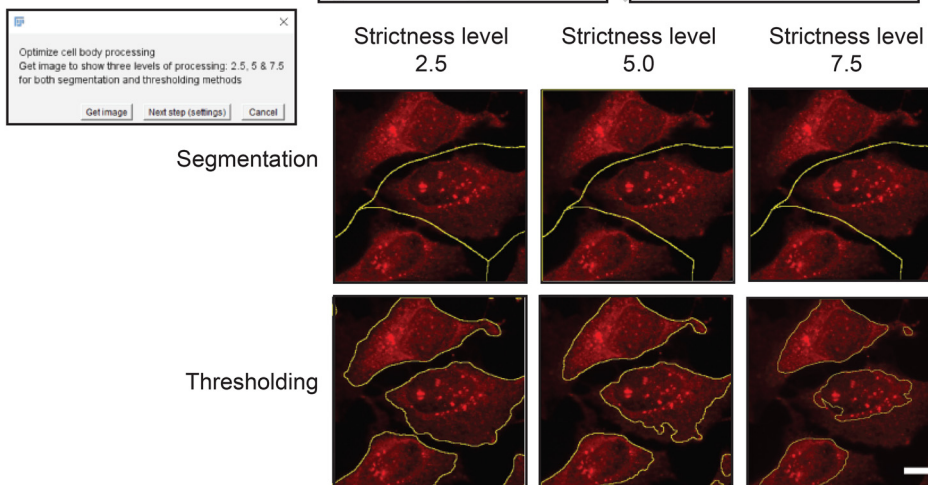 Optimize cell body processing
Get image to show three levels of processing: 2.5, 5 & 7.5
for both segmentation and thresholding methods
Get image
Next step (settings)
Cancel
Strictness level
2.5
Strictness level
5.0
Strictness level
7.5
Segmentation
Thresholding